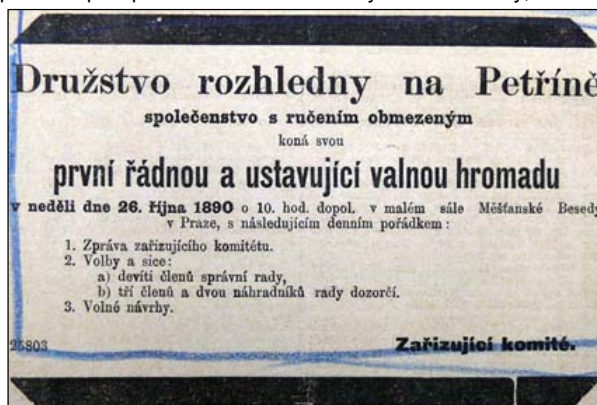 Družstvo rozhledny na Petříně
společenstvo s ručením obmezeným
koná svou
první řádnou a ustavující valnou hromadu
v neděli dne 26. října 1890 o 10. hod. dopol. v malém sále Měšťanské Besedy
v Praze, s následujícím denním pořádkem:
1. Zpráva zařizujícího komitétu.
2. Volby a sice:
a) devíti členů správní rady,
b) tří členů a dvou náhradníků rady dozorčí.
3. Volné návrhy.
25803 Zařizující komité.